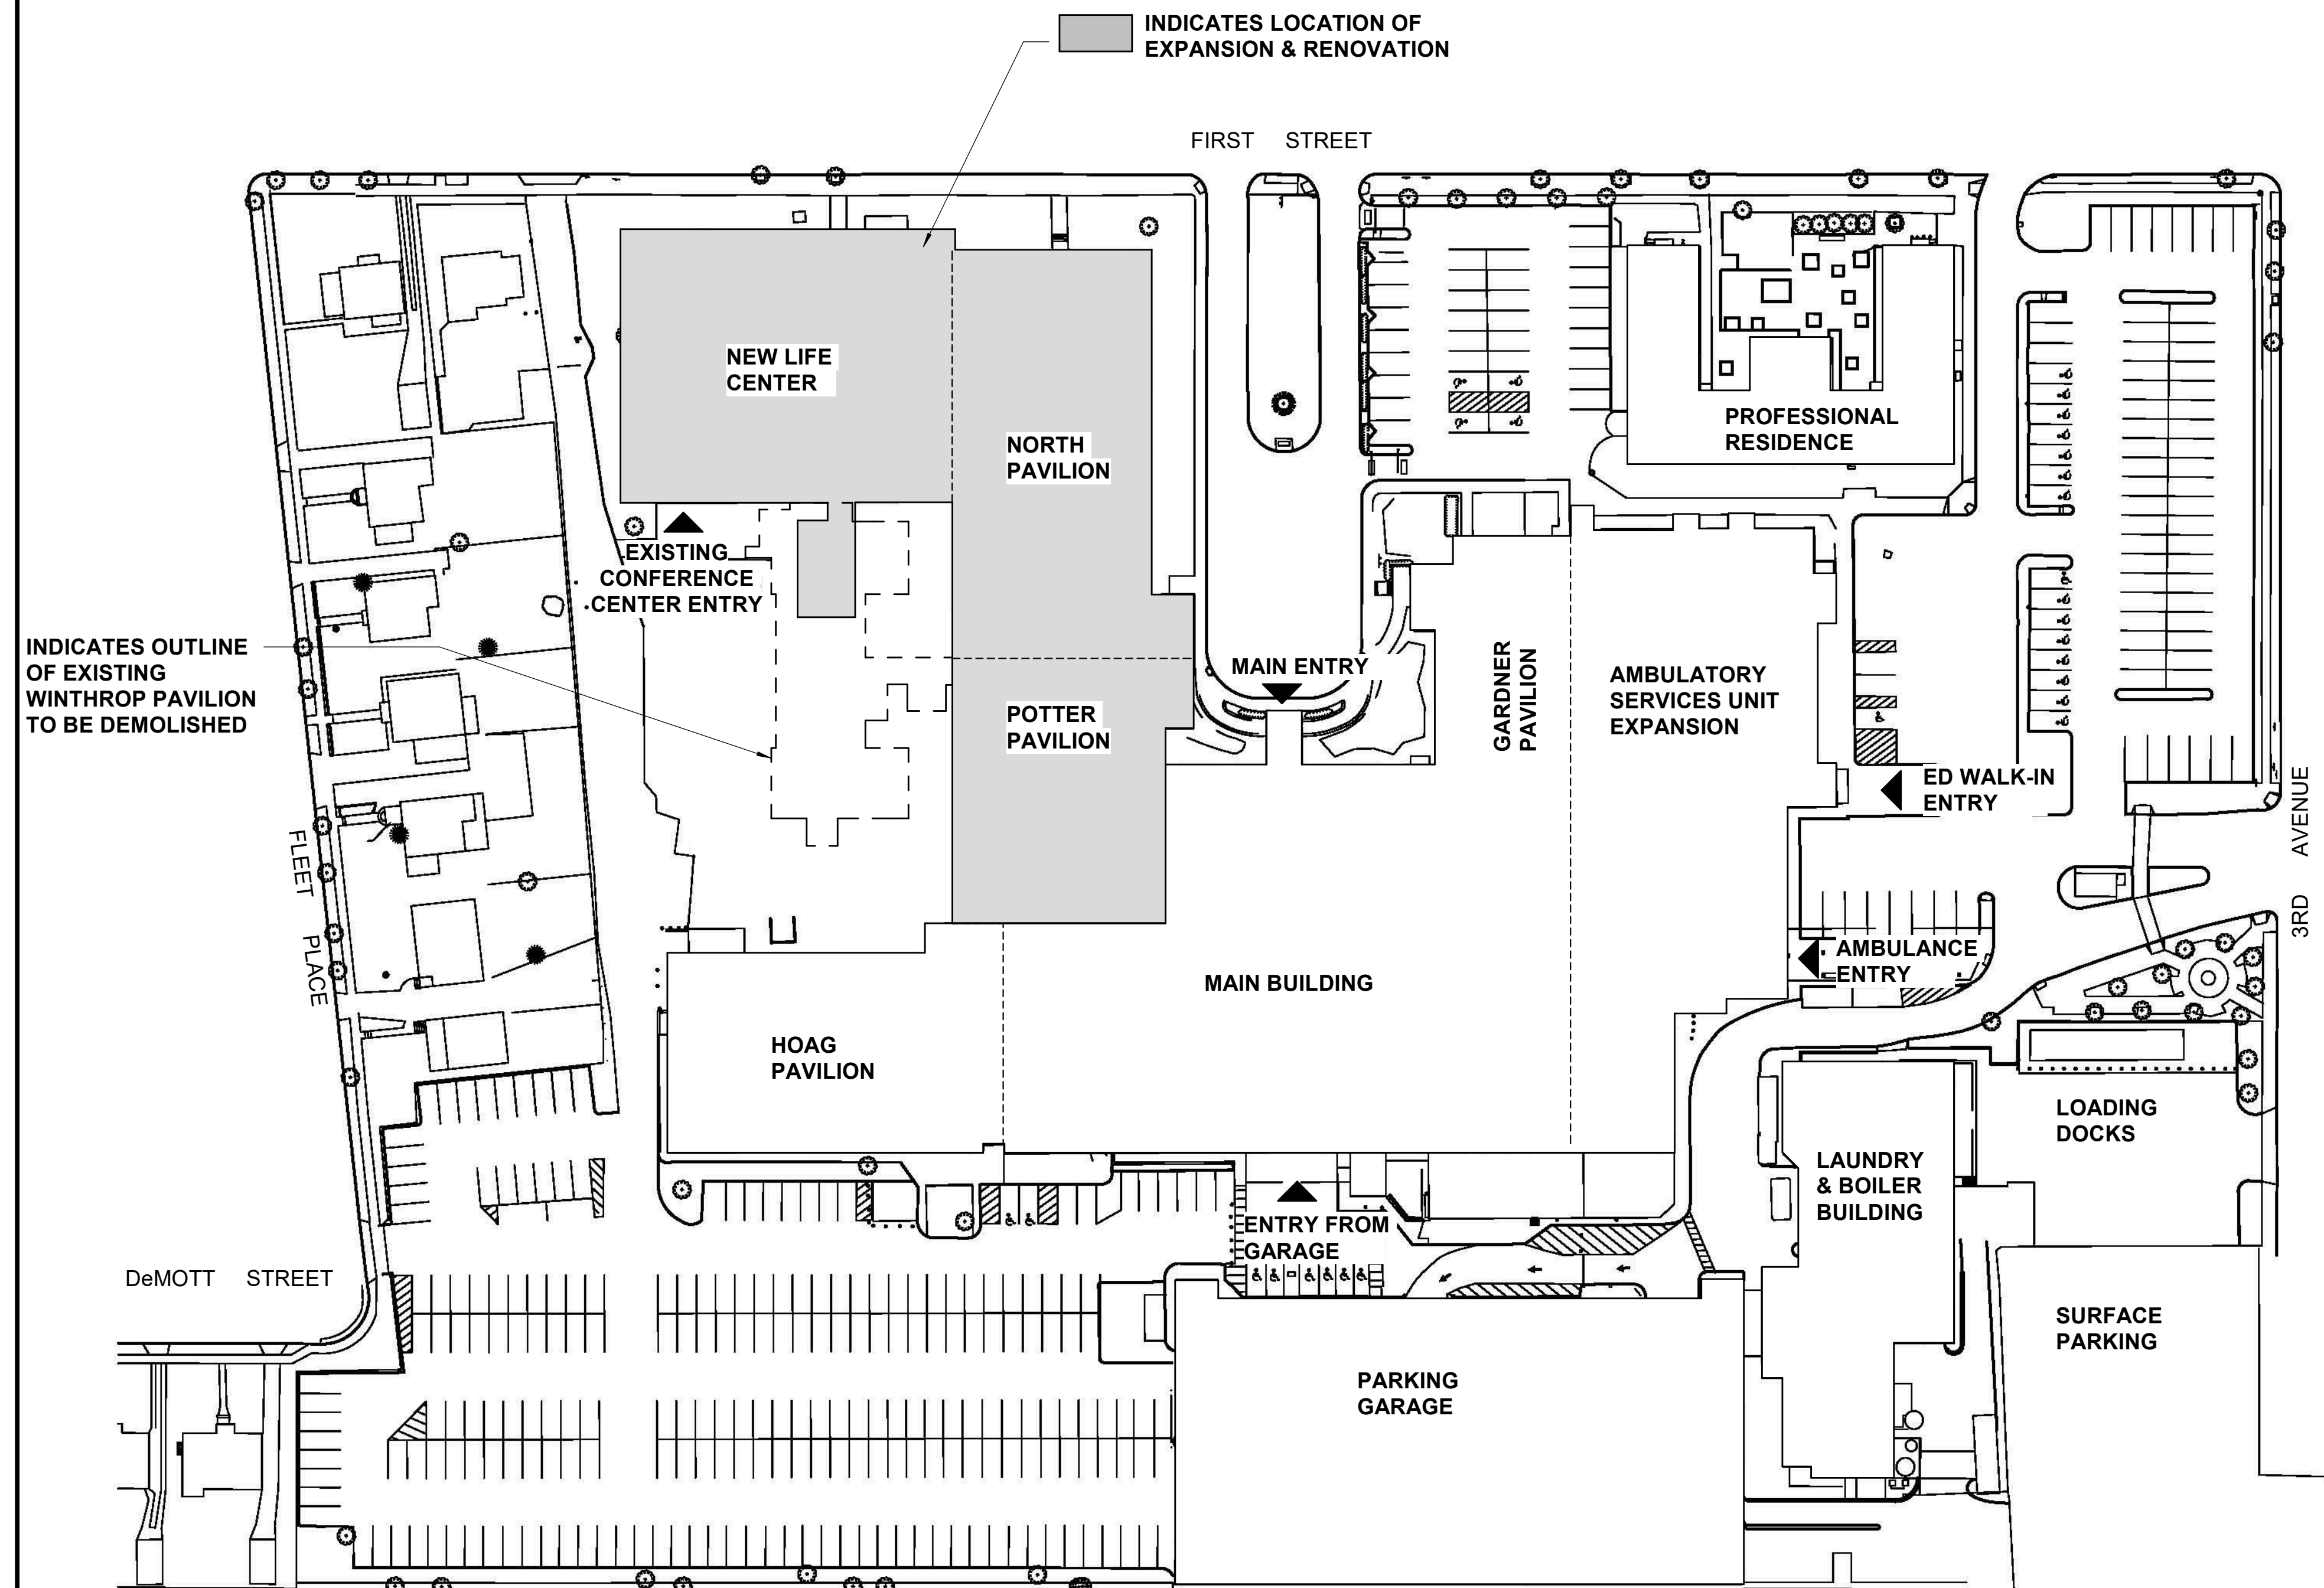 INDICATES LOCATION OF
EXPANSION & RENOVATION
FIRST STREET
NEW LIFE
CENTER
NORTH
PAVILION
PROFESSIONAL
RESIDENCE
EXISTING
CONFERENCE
CENTER ENTRY
INDICATES OUTLINE
OF EXISTING
WINTHROP PAVILION
TO BE DEMOLISHED
MAIN ENTRY
POTTER
PAVILION
GARDNER
PAVILION
AMBULATORY
SERVICES UNIT
EXPANSION
ED WALK-IN
ENTRY
3RD AVENUE
FLEET PLACE
AMBULANCE
ENTRY
MAIN BUILDING
HOAG
PAVILION
LOADING
DOCKS
LAUNDRY
& BOILER
BUILDING
ENTRY FROM
GARAGE
DeMOTT STREET
SURFACE
PARKING
PARKING
GARAGE